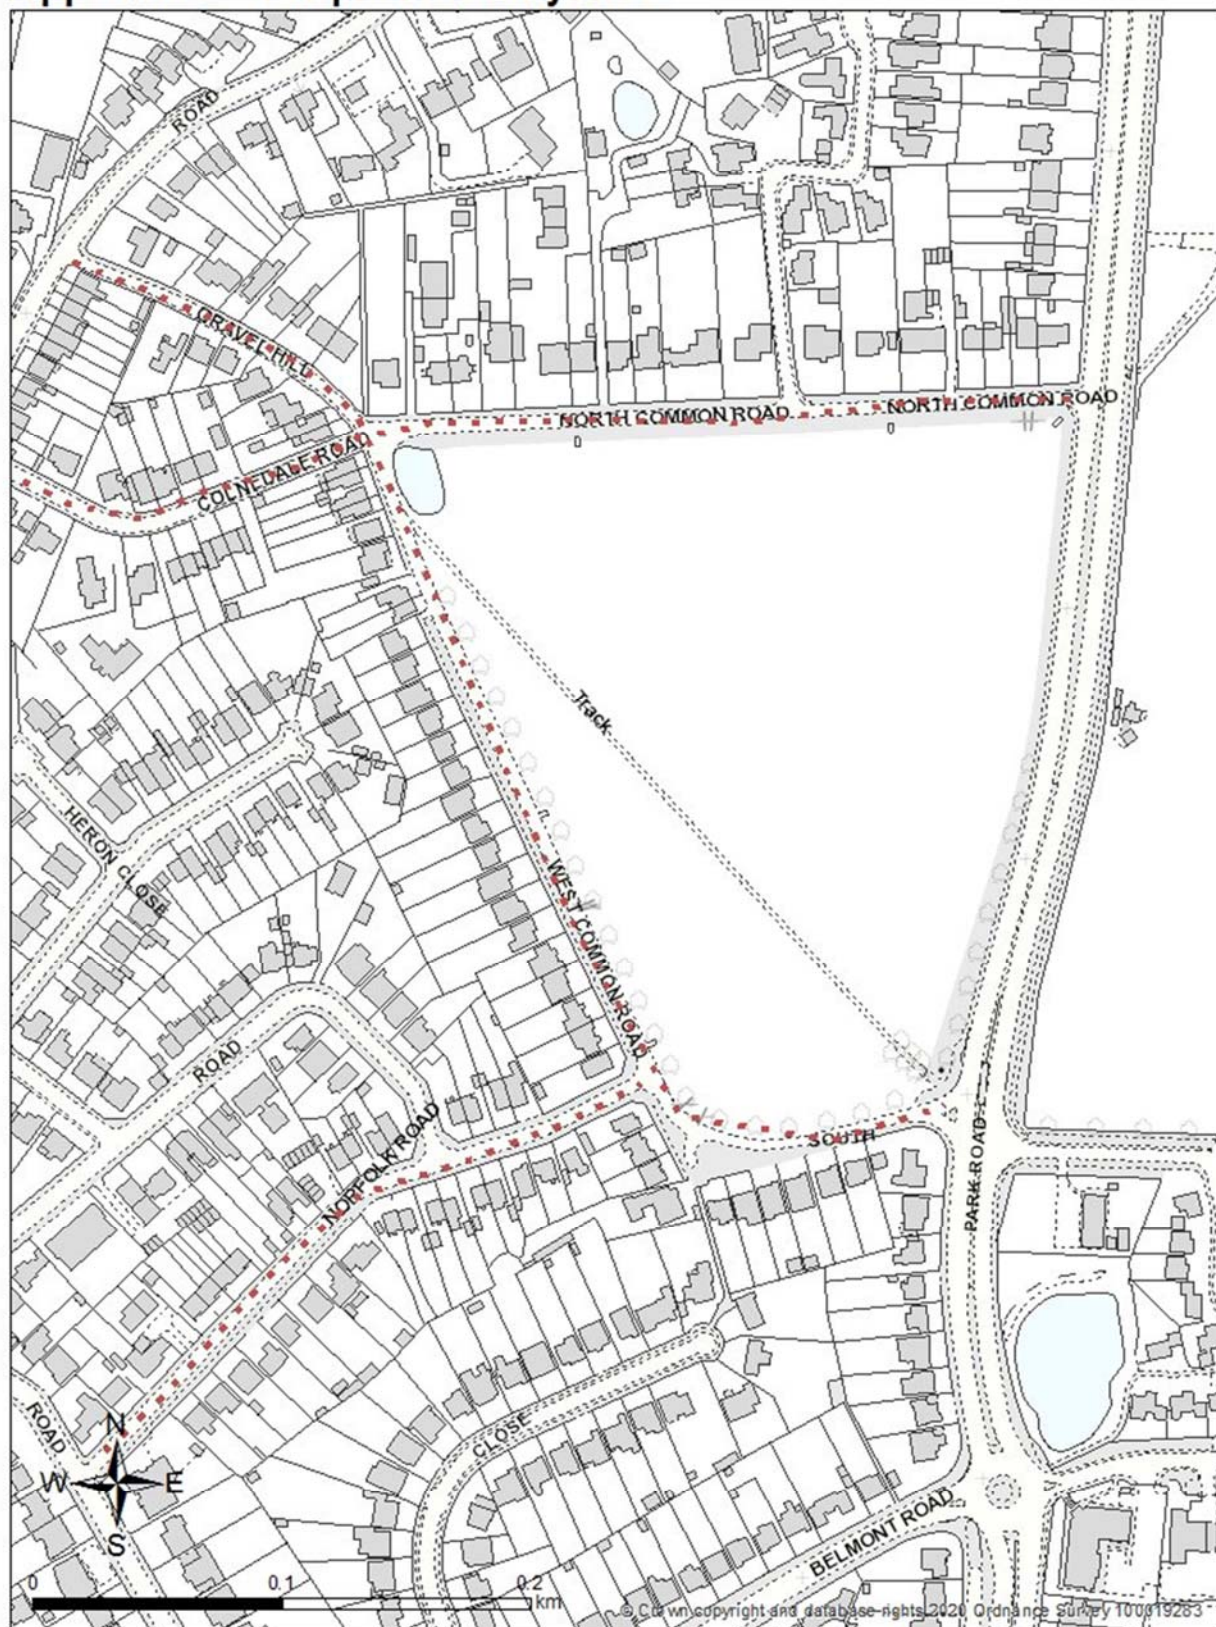 ROAD
GRAVEL HILL
NORTH COMMON ROAD
NORTH COMMON ROAD
COLNEDALE ROAD
Track
HERON CLOSE
WEST COMMON ROAD
ROAD
NORFOLK ROAD
SOUTH
PARK ROAD
ROAD
CLOSE
BELMONT ROAD
N
W
E
S
0
0.1
0.2
km
© Crown copyright and database rights 2020 Ordnance Survey 100019283